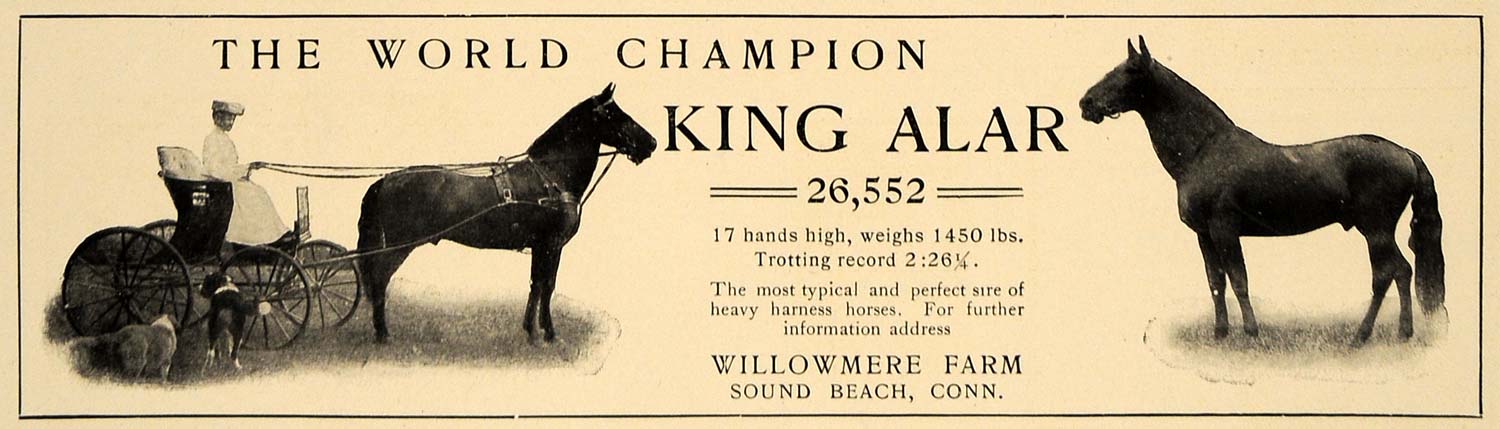 THE WORLD CHAMPION
KING ALAR
26,552
17 hands high, weighs 1450 lbs.
Trotting record 2:26¼.
The most typical and perfect sire of
heavy harness horses. For further
information address
WILLOWMERE FARM
SOUND BEACH, CONN.